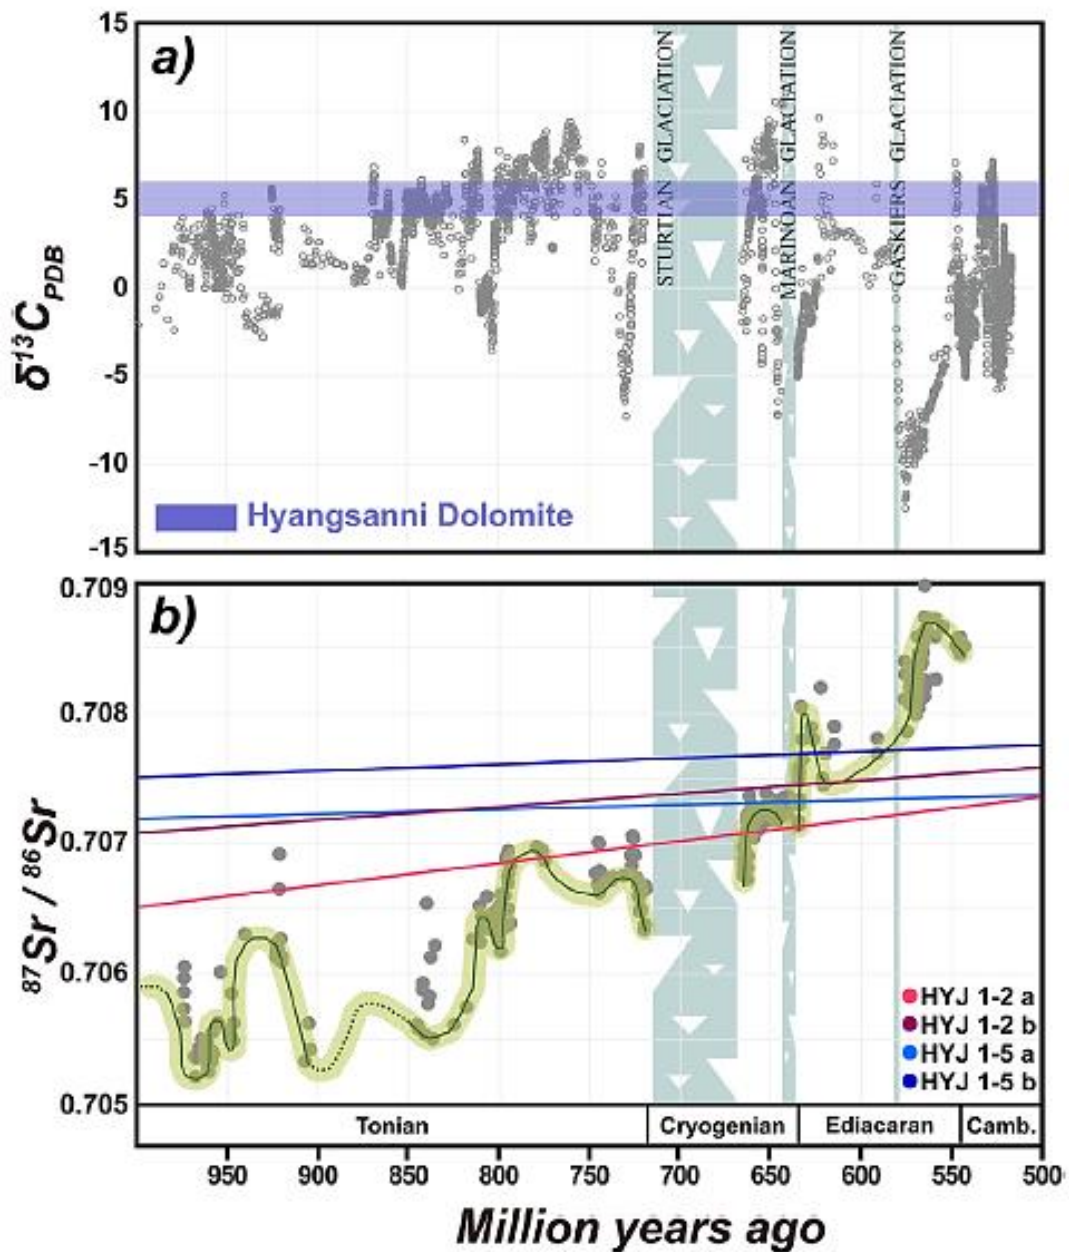 a)
15
10
5
0
-5
-10
-15
δ13CPDB
STURTIAN GLACIATION
MARINOAN GLACIATION
GASKIERS GLACIATION
Hyangsanni Dolomite
b)
0.709
0.708
0.707
0.706
0.705
87Sr / 86Sr
HYJ 1-2 a
HYJ 1-2 b
HYJ 1-5 a
HYJ 1-5 b
Tonian Cryogenian Ediacaran Camb.
950 900 850 800 750 700 650 600 550 500
Million years ago